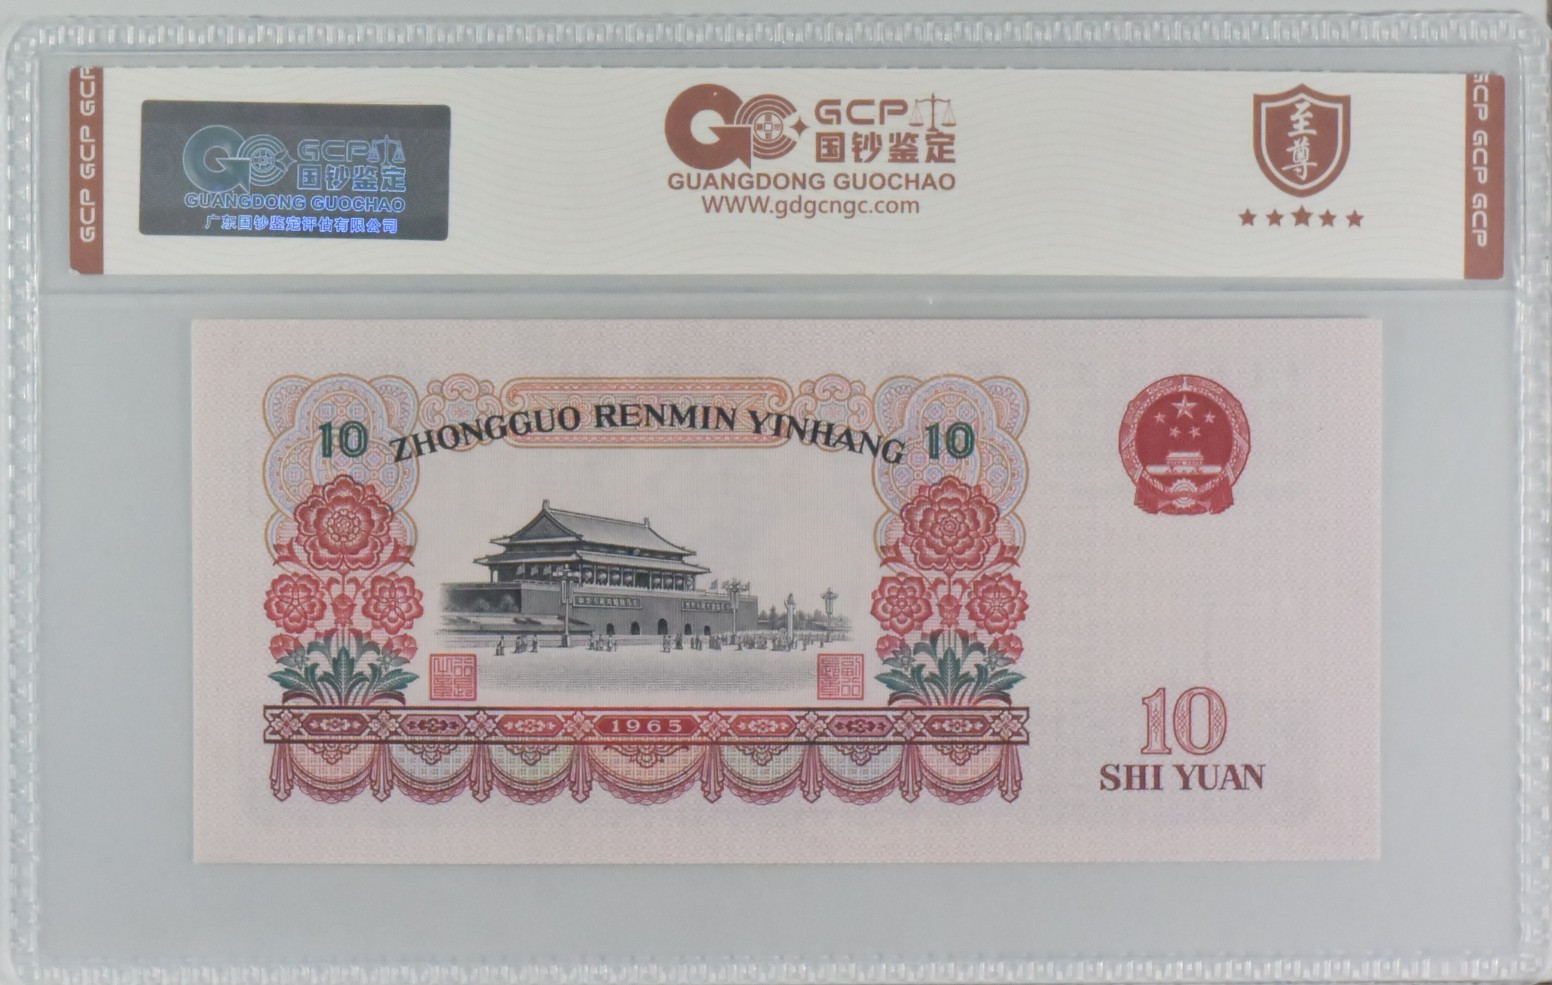 GCP GCP GCP
GCP 国钞鉴定
GUANGDONG GUOCHAO
广东国钞鉴定评估有限公司
GCP
国钞鉴定
GUANGDONG GUOCHAO
WWW.gdgcngc.com
至尊
GCP GCP GCP
10 ZHONGGUO RENMIN YINHANG 10
1965
10
SHI YUAN